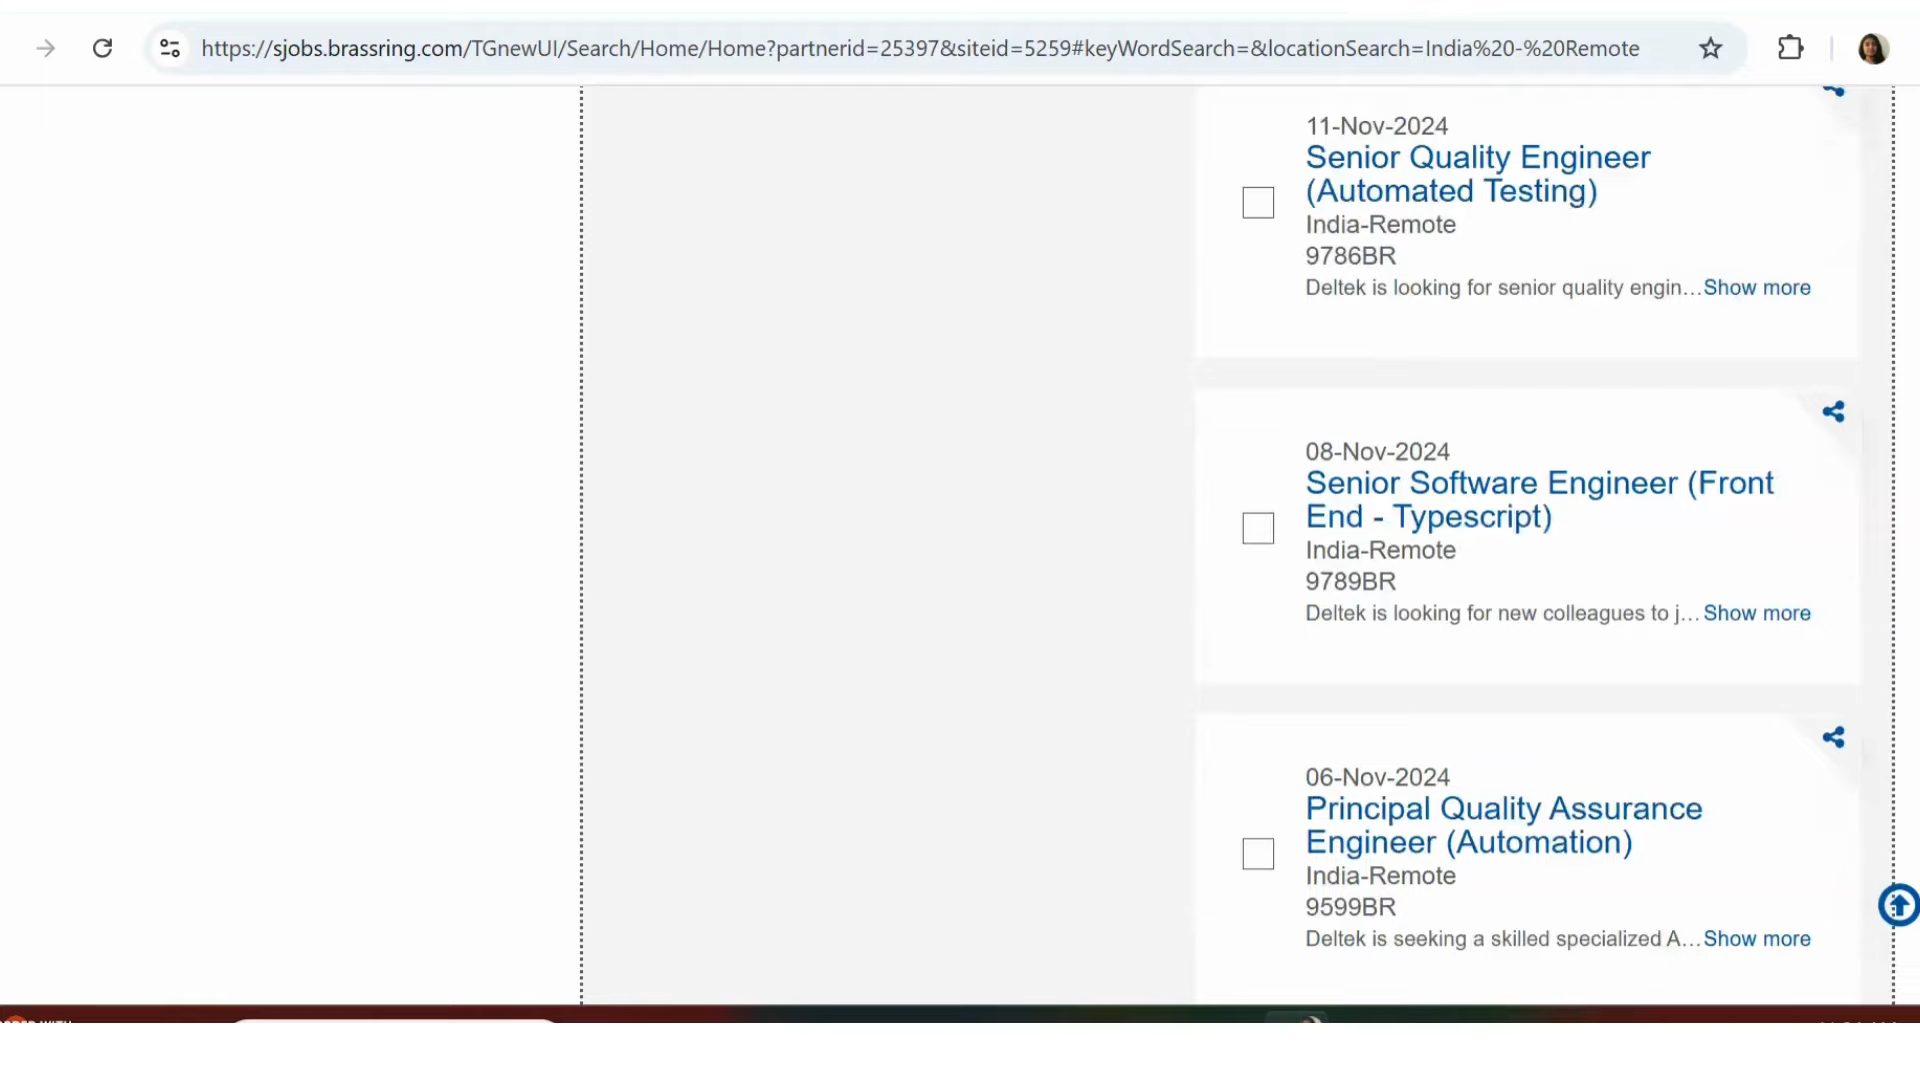 https://sjobs.brassring.com/TGnewUI/Search/Home/Home?partnerid=25397&siteid=5259#keyWordSearch=&locationSearch=India%20-%20Remote
11-Nov-2024
Senior Quality Engineer
(Automated Testing)
India-Remote
9786BR
Deltek is looking for senior quality engin...Show more
08-Nov-2024
Senior Software Engineer (Front
End - Typescript)
India-Remote
9789BR
Deltek is looking for new colleagues to j...Show more
06-Nov-2024
Principal Quality Assurance
Engineer (Automation)
India-Remote
9599BR
Deltek is seeking a skilled specialized A...Show more